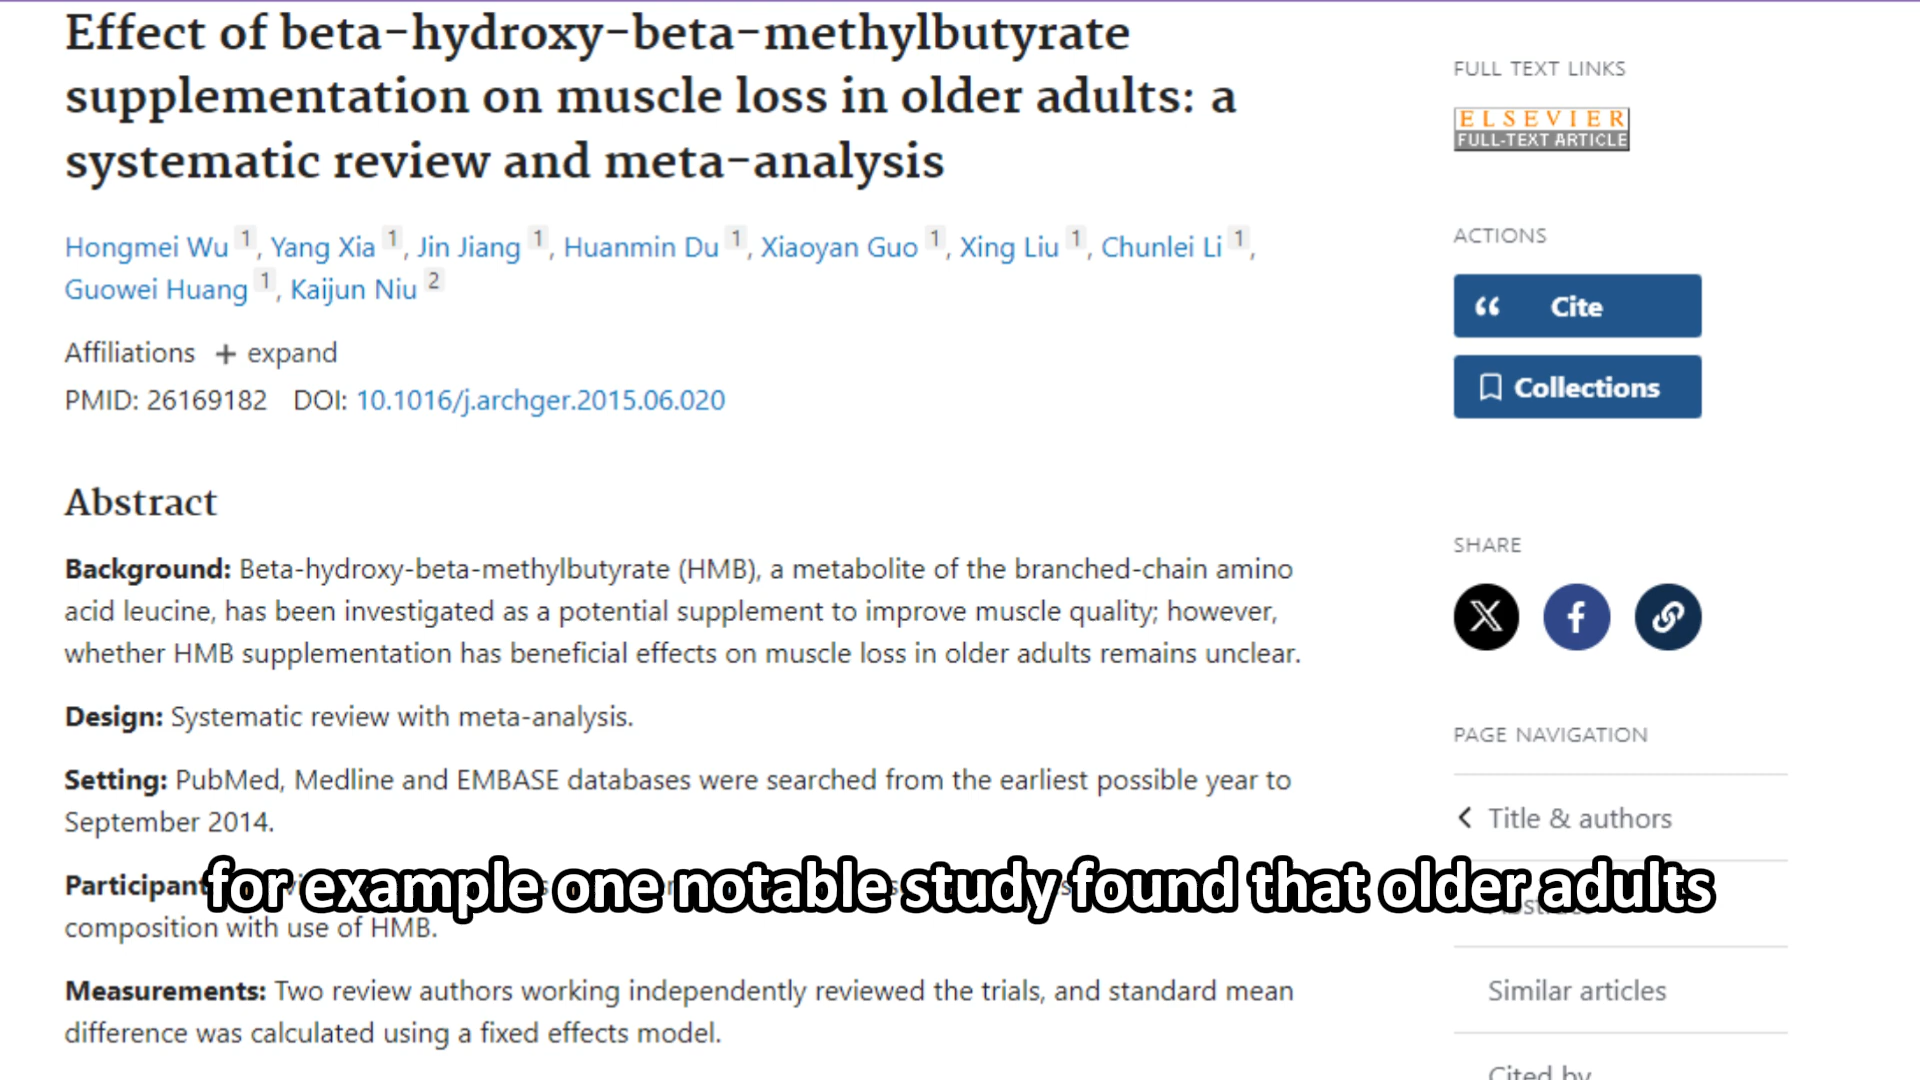 Effect of beta-hydroxy-beta-methylbutyrate
supplementation on muscle loss in older adults: a
systematic review and meta-analysis
Hongmei Wu 1, Yang Xia 1, Jin Jiang 1, Huanmin Du 1, Xiaoyan Guo 1, Xing Liu 1, Chunlei Li 1,
Guowei Huang 1, Kaijun Niu 2
Affiliations + expand
PMID: 26169182 DOI: 10.1016/j.archger.2015.06.020
Abstract
Background: Beta-hydroxy-beta-methylbutyrate (HMB), a metabolite of the branched-chain amino
acid leucine, has been investigated as a potential supplement to improve muscle quality; however,
whether HMB supplementation has beneficial effects on muscle loss in older adults remains unclear.
Design: Systematic review with meta-analysis.
Setting: PubMed, Medline and EMBASE databases were searched from the earliest possible year to
September 2014.
for example one notable study found that older adults
composition with use of HMB.
Measurements: Two review authors working independently reviewed the trials, and standard mean
difference was calculated using a fixed effects model.
FULL TEXT LINKS
ELSEVIER
FULL-TEXT ARTICLE
ACTIONS
Cite
Collections
SHARE
PAGE NAVIGATION
Title & authors
Similar articles
Cited by